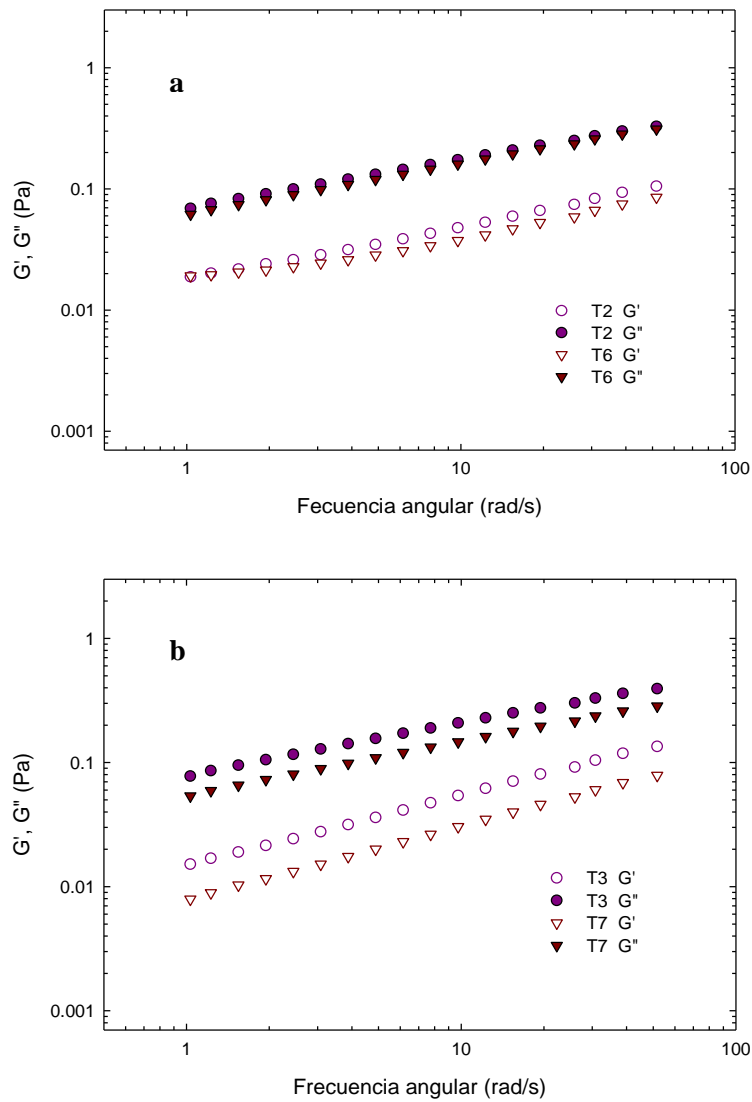 1
a
0.1
G', G" (Pa)
0.01
T2 G'
T2 G"
T6 G'
T6 G"
0.001
1
10
100
Fecuencia angular (rad/s)
1
b
0.1
G', G" (Pa)
0.01
T3 G'
T3 G"
T7 G'
T7 G"
0.001
1
10
100
Frecuencia angular (rad/s)